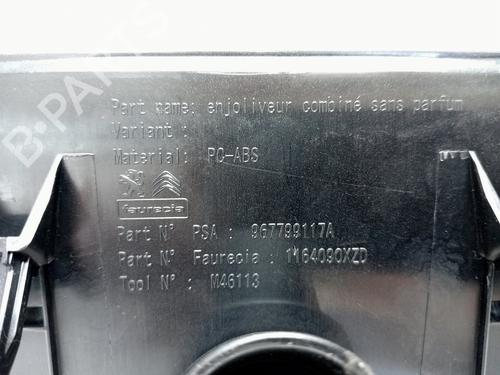 B-PARTS
Part name: enjoliveur combiné sans parfum
Variant :
Material: PC-ABS
faurecia
Part N° PSA : 967799117A
Part N° Faurecia : 1164090XZD
Tool N° : M46113